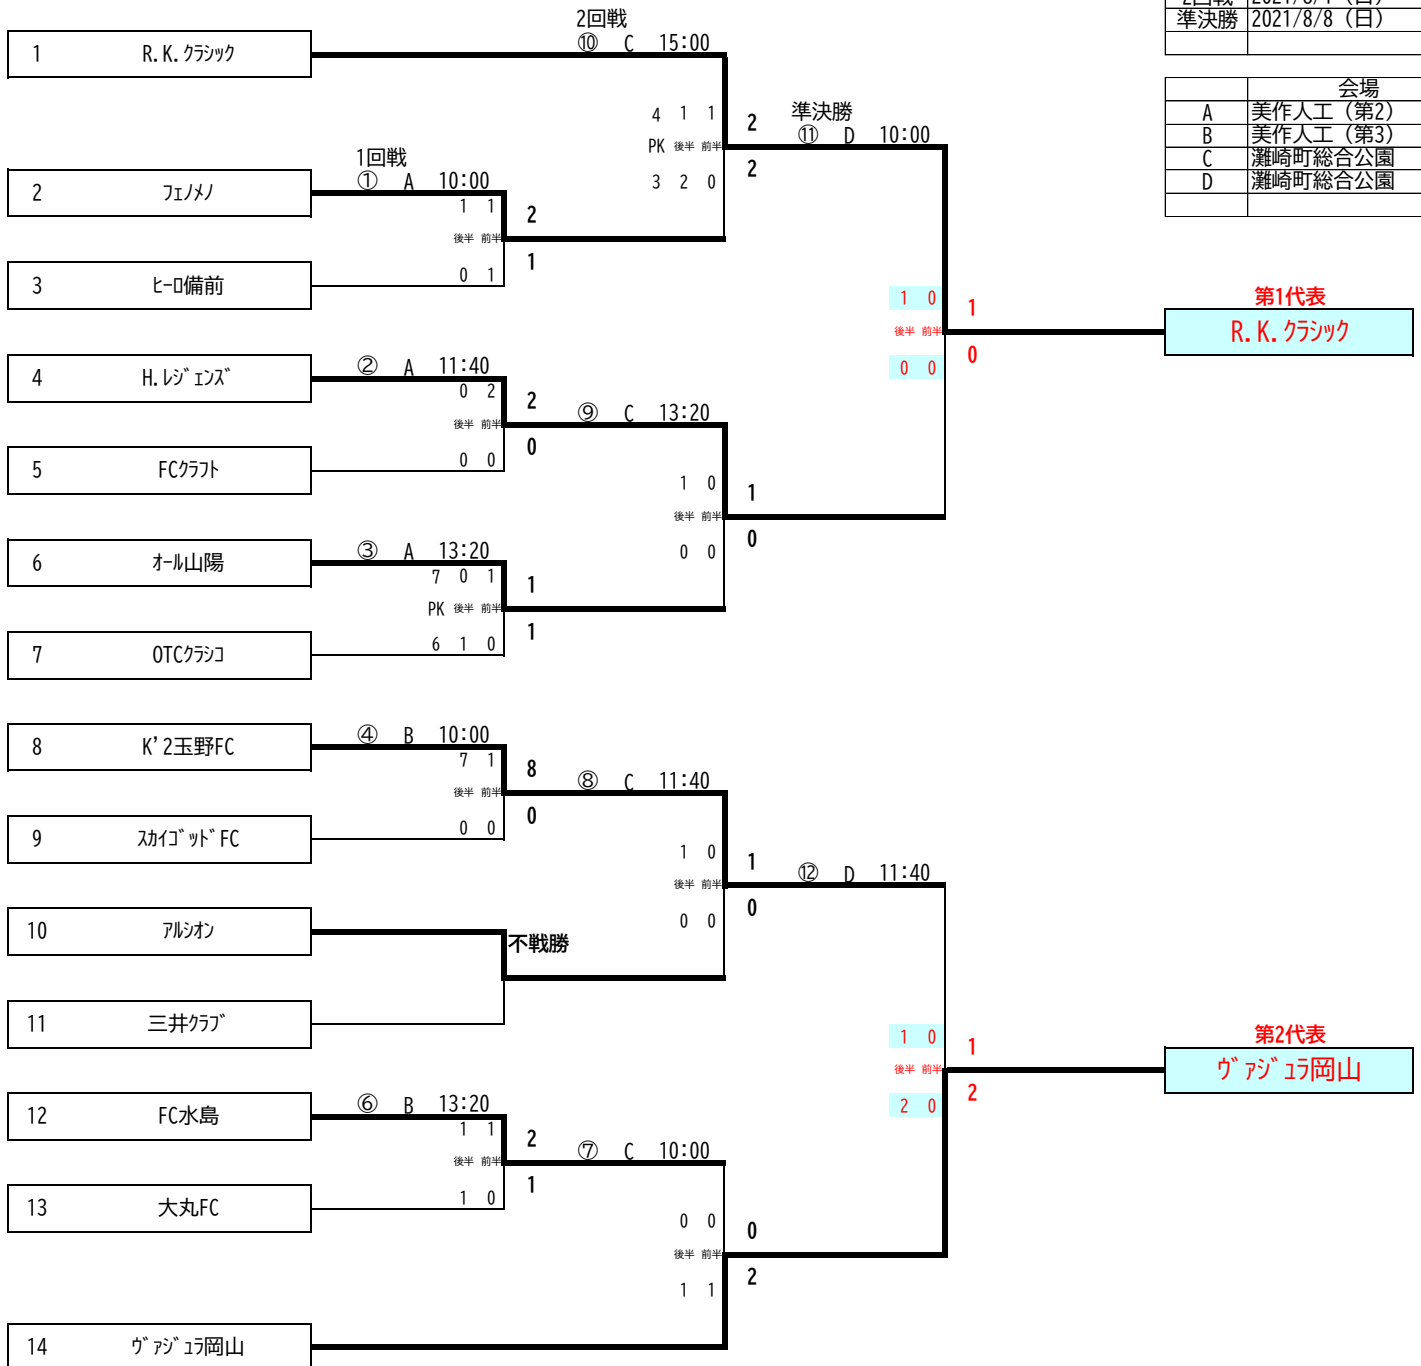 2回戦 2021/8/1（日）
準決勝 2021/8/8（日）
会場
A 美作人工（第2）
B 美作人工（第3）
C 灘崎町総合公園
D 灘崎町総合公園
2回戦
⑩ C 15:00
1 R.K.クラシック
4 1 1
PK 後半 前半
3 2 0
2
2
準決勝
⑪ D 10:00
1回戦
① A 10:00
2 フェノメノ
1 1
後半 前半
0 1
2
1
3 ヒーロ備前
1 0
後半 前半
0 0
1
0
第1代表
R.K.クラシック
② A 11:40
4 H.レジェンズ
0 2
後半 前半
0 0
2
0
⑨ C 13:20
5 FCクラフト
1 0
後半 前半
0 0
1
0
③ A 13:20
6 オール山陽
7 0 1
PK 後半 前半
6 1 0
1
1
7 OTCクラシコ
④ B 10:00
8 K'2玉野FC
7 1
後半 前半
0 0
8
0
⑧ C 11:40
9 スカイゴッドFC
1 0
後半 前半
0 0
1
0
⑫ D 11:40
10 アルシオン
不戦勝
11 三井クラブ
1 0
後半 前半
2 0
1
2
第2代表
ヴァジュラ岡山
⑥ B 13:20
12 FC水島
1 1
後半 前半
1 0
2
1
⑦ C 10:00
13 大丸FC
0 0
後半 前半
1 1
0
2
14 ヴァジュラ岡山